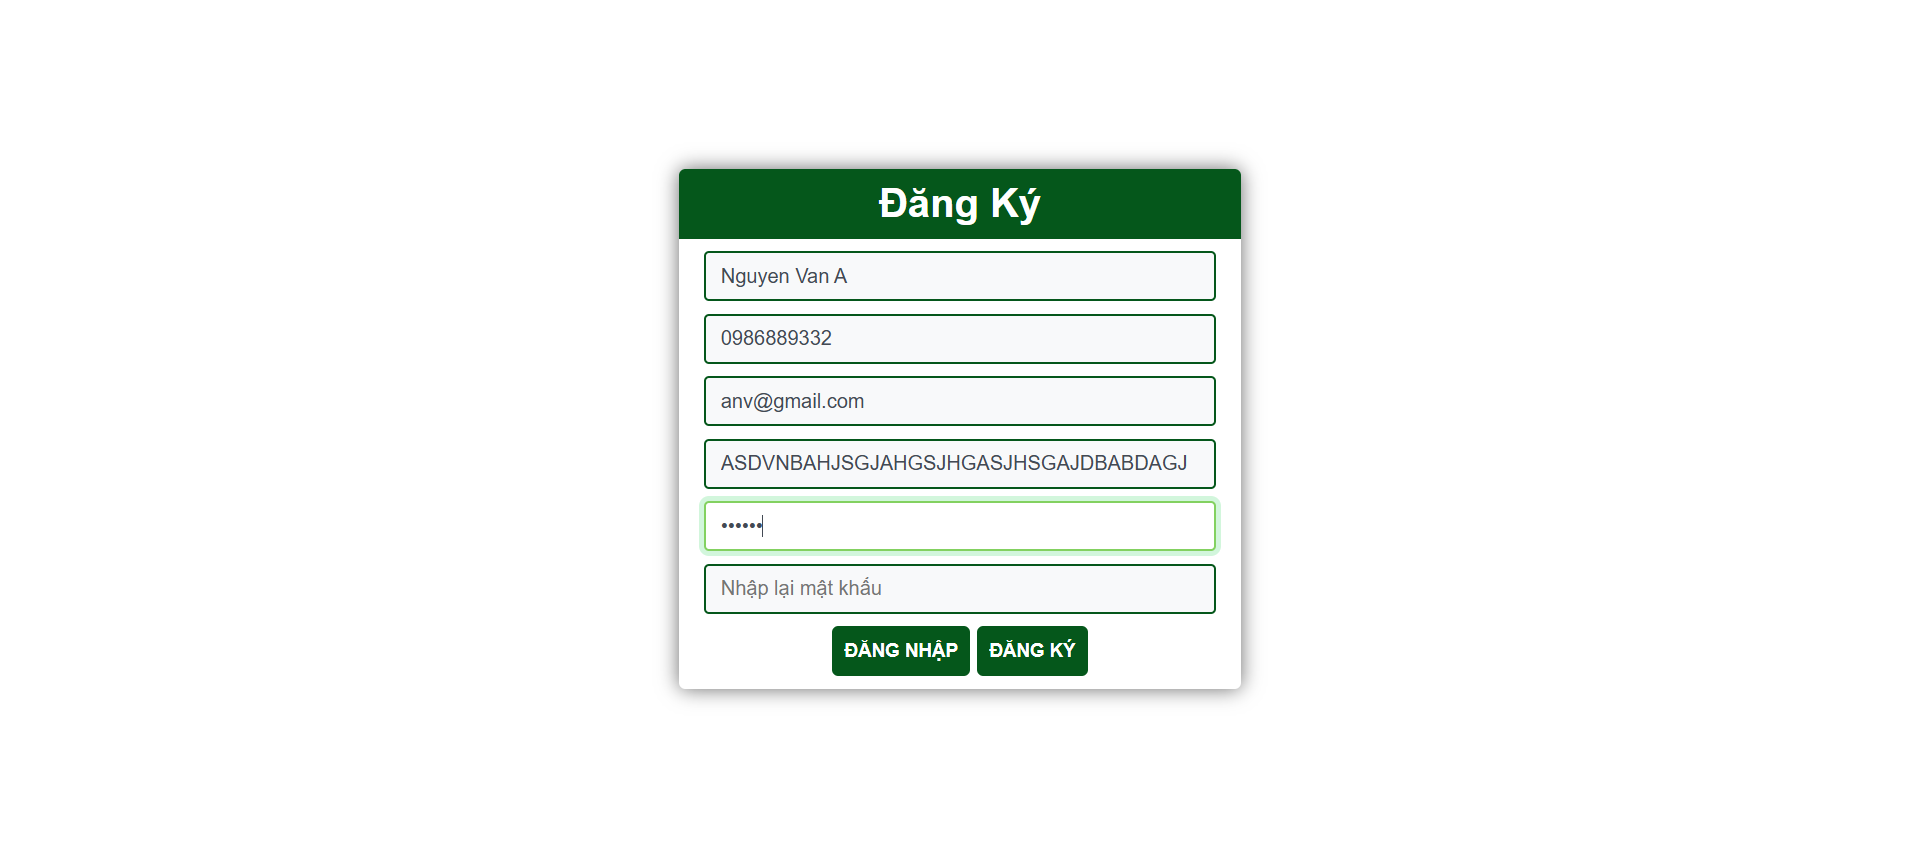 Đăng Ký
Nguyen Van A
0986889332
anv@gmail.com
ASDVNBAHJSGJAHGSJHGASJHSGAJDBABDAGJ
••••••
Nhập lại mật khẩu
ĐĂNG NHẬP ĐĂNG KÝ